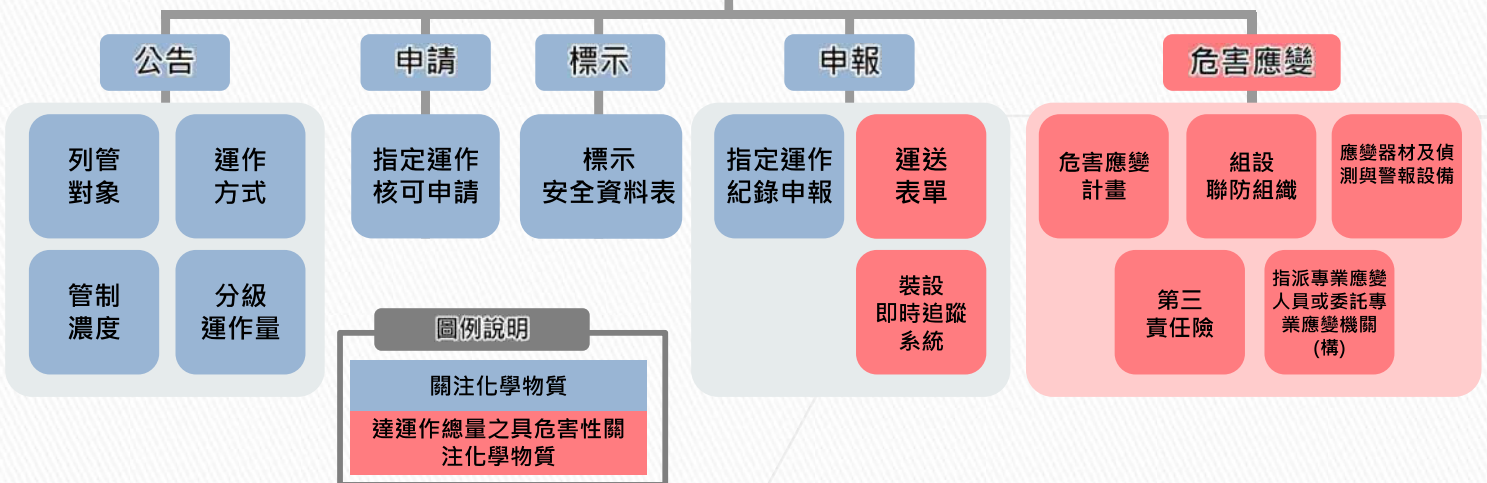 公告
申請
標示
申報
危害應變
列管
對象
運作
方式
管制
濃度
分級
運作量
指定運作
核可申請
標示
安全資料表
指定運作
紀錄申報
運送
表單
裝設
即時追蹤
系統
危害應變
計畫
組設
聯防組織
應變器材及偵
測與警報設備
第三
責任險
指派專業應變
人員或委託專
業應變機關
(構)
圖例說明
關注化學物質
達運作總量之具危害性關
注化學物質